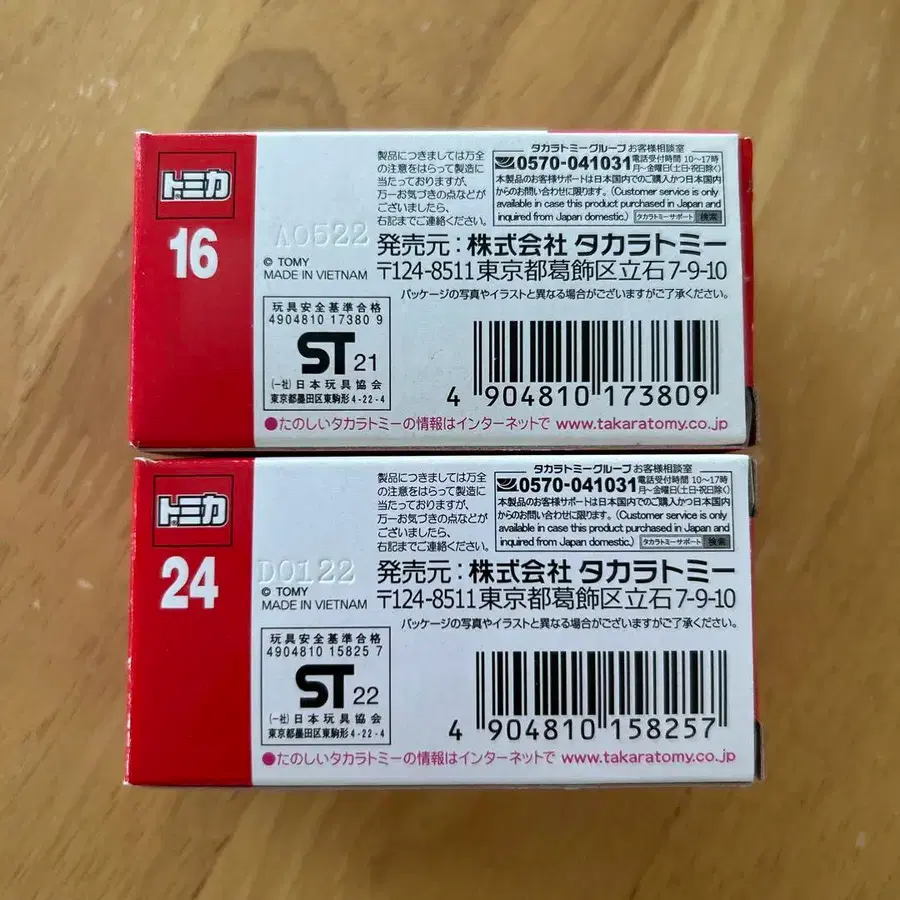 トミカ
16
A0522
© TOMY
MADE IN VIETNAM
製品につきましては万全
の注意をはらって製造に
当たっておりますが、
万一お気づきの点などが
ございましたら、
右記までご連絡ください。
タカラトミーグループ お客様相談室
0570-041031 電話受付時間 10〜17時
月〜金曜日(土日・祝日除く)
本製品のお客様サポートは日本国内でのご購入かつ日本国内
からのお問い合わせに限ります。(Customer service is only
available in case this product purchased in Japan and
inquired from Japan domestic.) タカラトミーサポート 検索
発売元:株式会社 タカラトミー
〒124-8511東京都葛飾区立石7-9-10
パッケージの写真やイラストと異なる場合がございますがご了承ください。
玩具安全基準合格
4904810 17380 9
ST 21
(一社)日本玩具協会
東京都墨田区東駒形4-22-4
4 904810 173809
●たのしいタカラトミーの情報はインターネットで www.takaratomy.co.jp
トミカ
24
D0122
© TOMY
MADE IN VIETNAM
製品につきましては万全
の注意をはらって製造に
当たっておりますが、
万一お気づきの点などが
ございましたら、
右記までご連絡ください。
タカラトミーグループ お客様相談室
0570-041031 電話受付時間 10〜17時
月〜金曜日(土日・祝日除く)
本製品のお客様サポートは日本国内でのご購入かつ日本国内
からのお問い合わせに限ります。(Customer service is only
available in case this product purchased in Japan and
inquired from Japan domestic.) タカラトミーサポート 検索
発売元:株式会社 タカラトミー
〒124-8511東京都葛飾区立石7-9-10
パッケージの写真やイラストと異なる場合がございますがご了承ください。
玩具安全基準合格
4904810 15825 7
ST 22
(一社)日本玩具協会
東京都墨田区東駒形4-22-4
4 904810 158257
●たのしいタカラトミーの情報はインターネットで www.takaratomy.co.jp